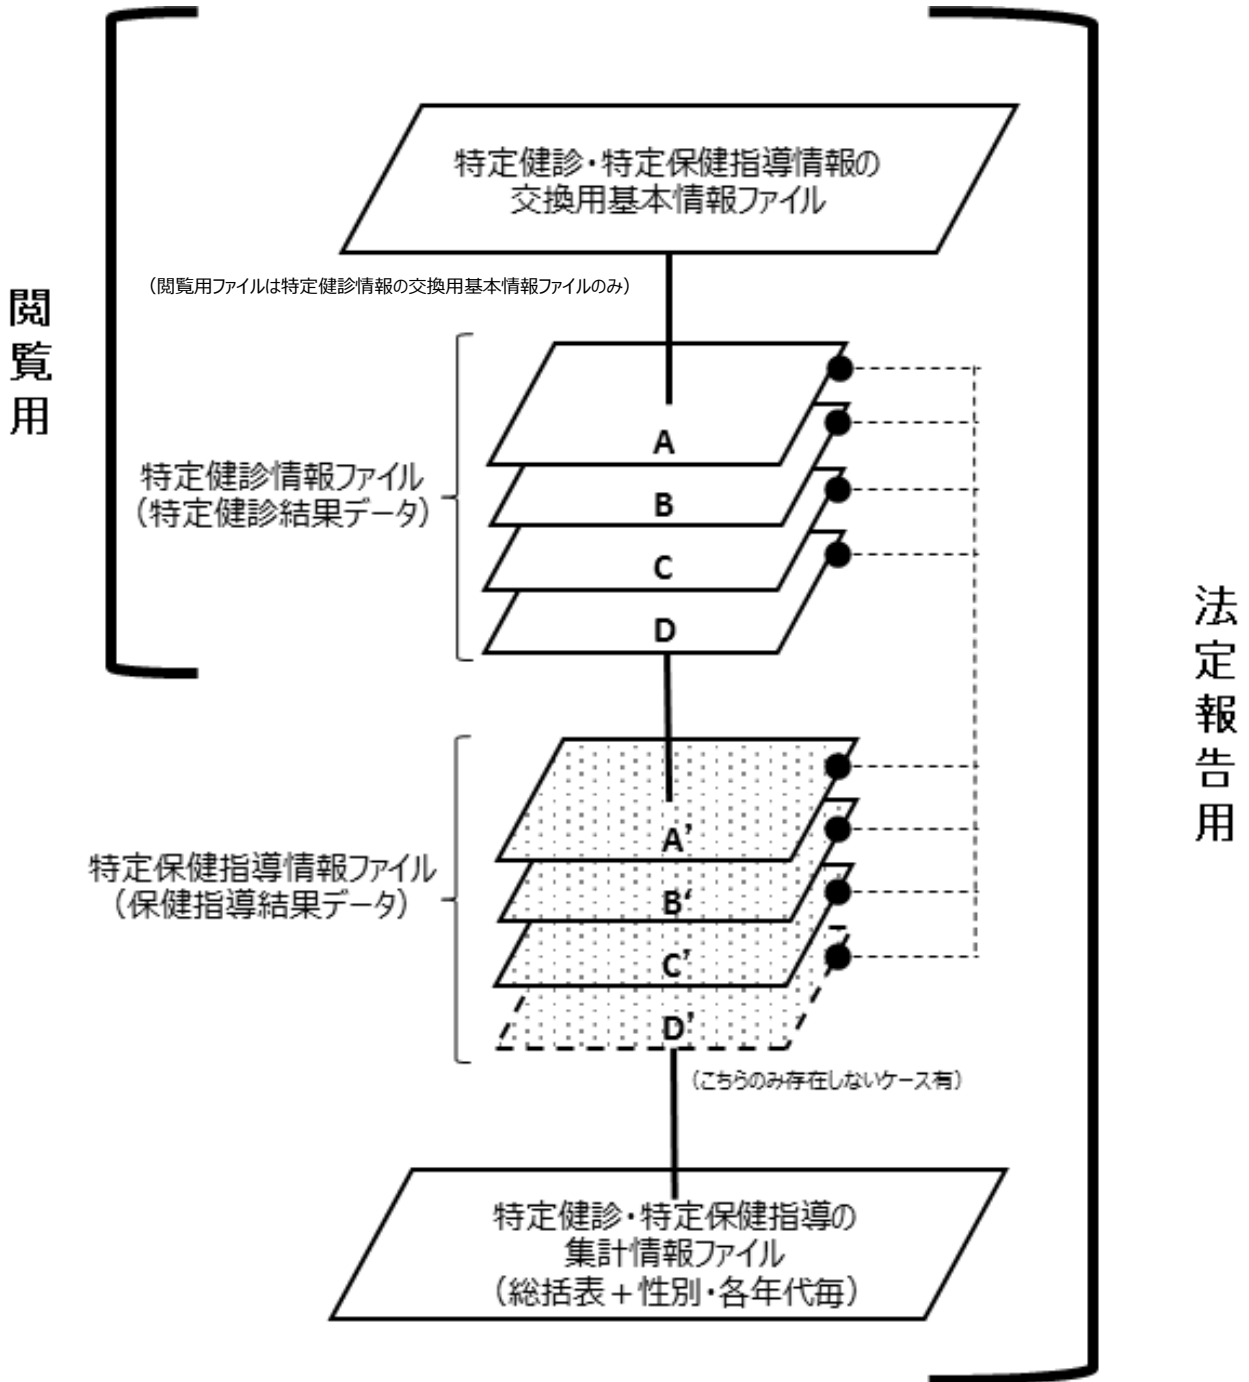 特定健診・特定保健指導情報の
交換用基本情報ファイル
（閲覧用ファイルは特定健診情報の交換用基本情報ファイルのみ）
閲覧用
A
B
C
D
特定健診情報ファイル
（特定健診結果データ）
法定報告用
A’
B‘
C’
D’
特定保健指導情報ファイル
（保健指導結果データ）
（こちらのみ存在しないケース有）
特定健診・特定保健指導の
集計情報ファイル
（総括表＋性別・各年代毎）